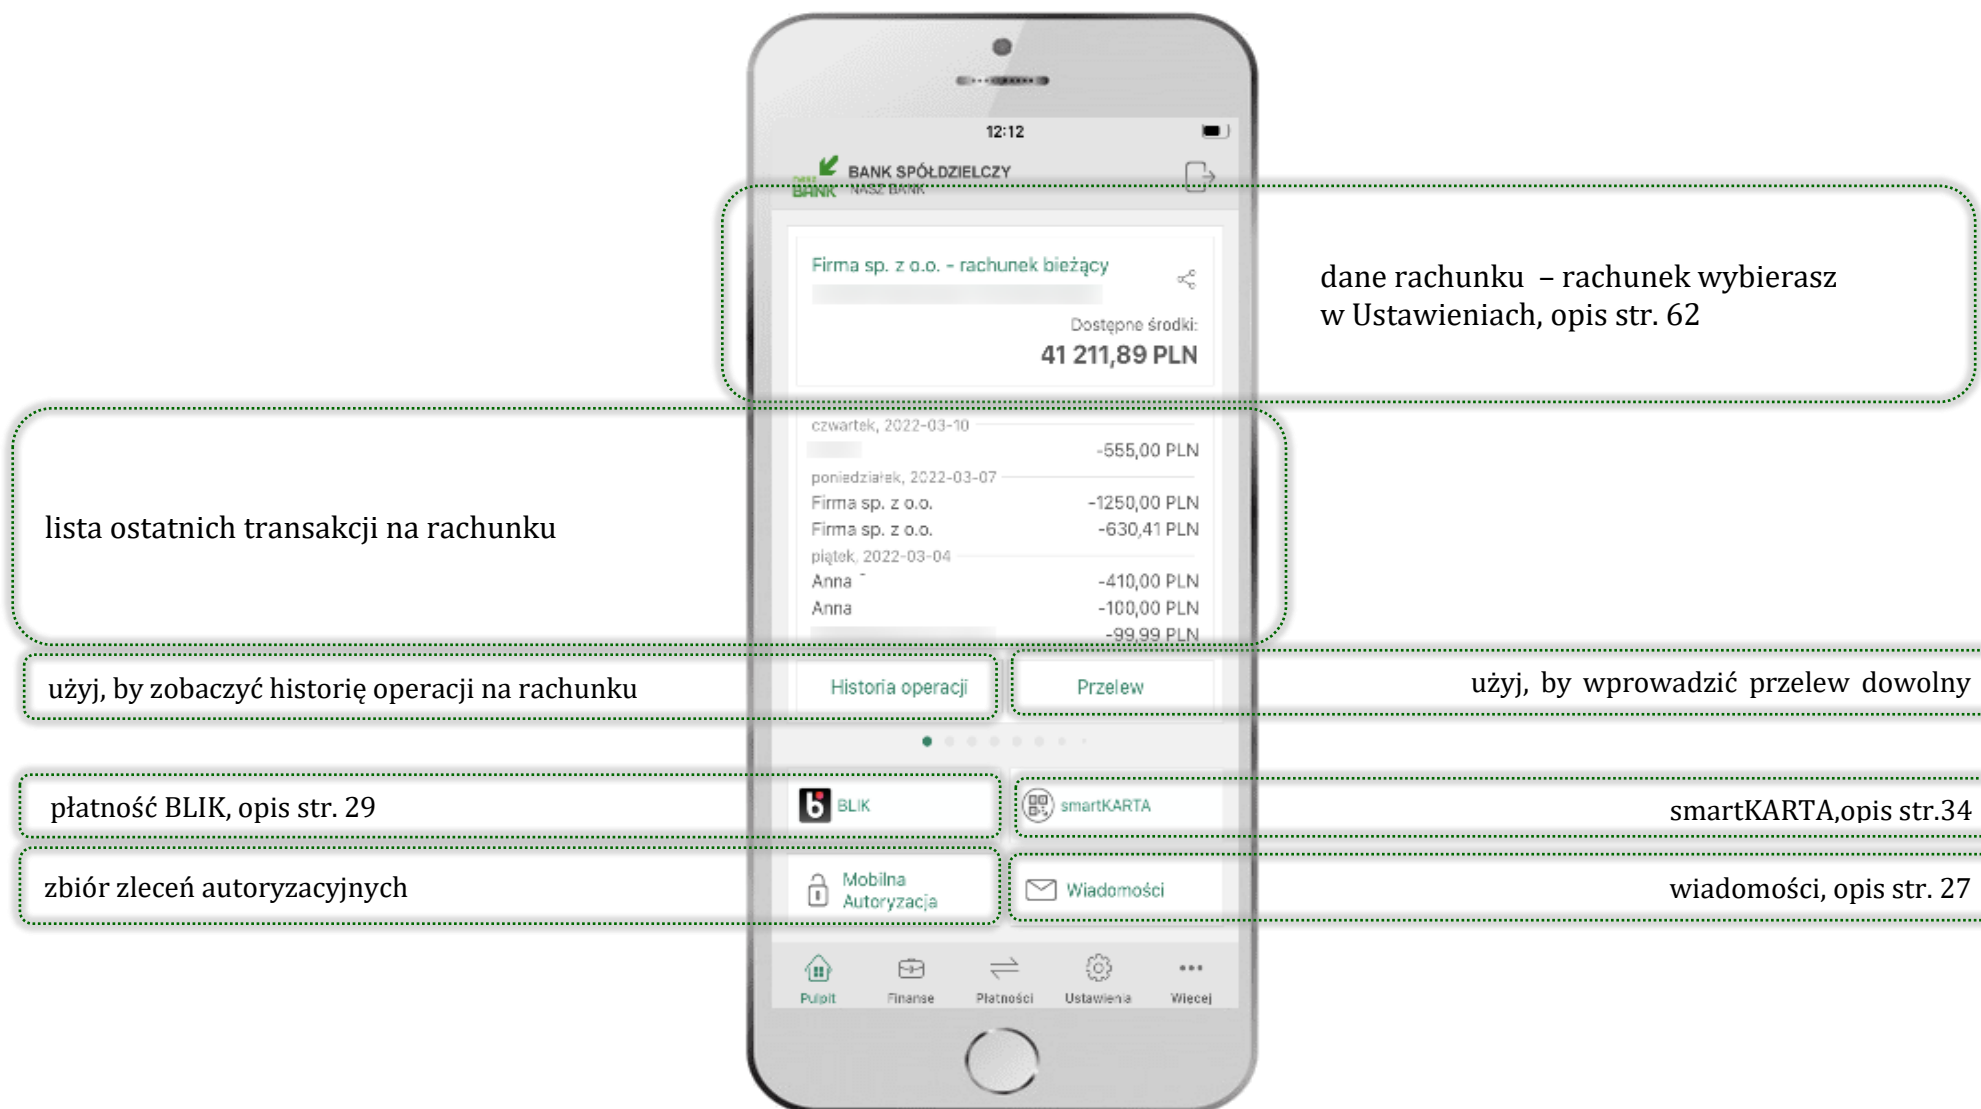 12:12
nasz BANK
BANK SPÓŁDZIELCZY
NASZ BANK
Firma sp. z o.o. – rachunek bieżący
Dostępne środki:
41 211,89 PLN
dane rachunku – rachunek wybierasz
w Ustawieniach, opis str. 62
czwartek, 2022-03-10
-555,00 PLN
poniedziałek, 2022-03-07
Firma sp. z o.o. -1250,00 PLN
Firma sp. z o.o. -630,41 PLN
piątek, 2022-03-04
Anna -410,00 PLN
Anna -100,00 PLN
-99,99 PLN
lista ostatnich transakcji na rachunku
użyj, by zobaczyć historię operacji na rachunku
Historia operacji
Przelew
użyj, by wprowadzić przelew dowolny
płatność BLIK, opis str. 29
BLIK
smartKARTA
smartKARTA,opis str.34
zbiór zleceń autoryzacyjnych
Mobilna
Autoryzacja
Wiadomości
wiadomości, opis str. 27
Pulpit
Finanse
Płatności
Ustawienia
Więcej